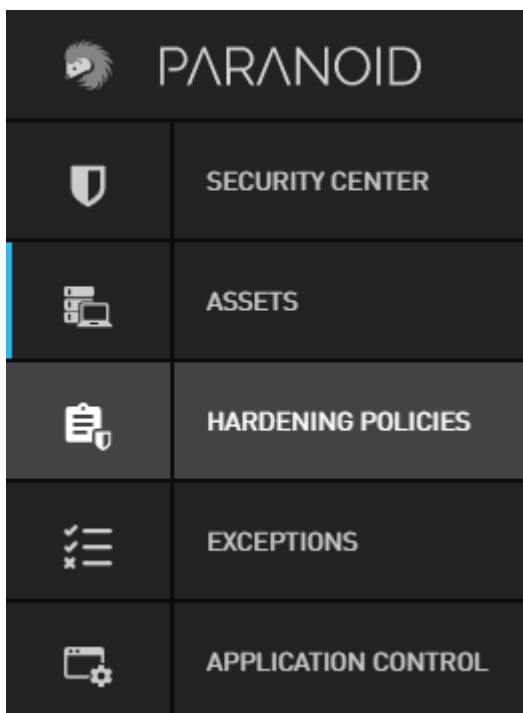 PARANOID
SECURITY CENTER
ASSETS
HARDENING POLICIES
EXCEPTIONS
APPLICATION CONTROL